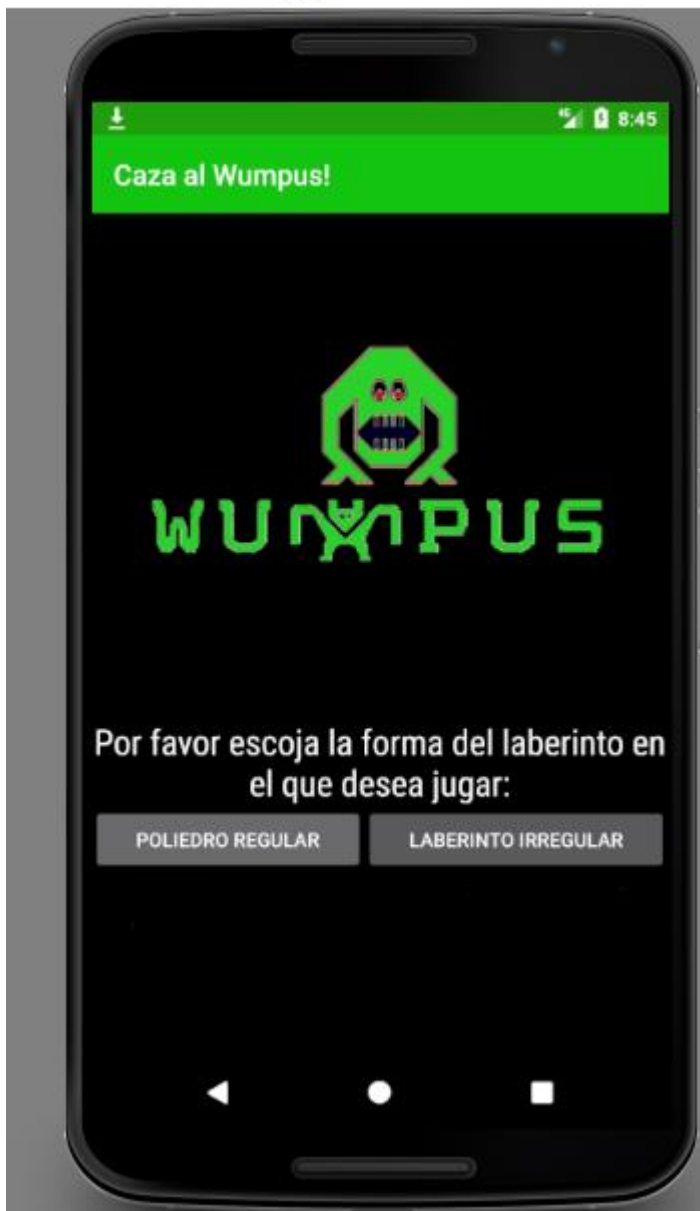 4G 8:45
Caza al Wumpus!
WUMPUS
Por favor escoja la forma del laberinto en
el que desea jugar:
POLIEDRO REGULAR LABERINTO IRREGULAR